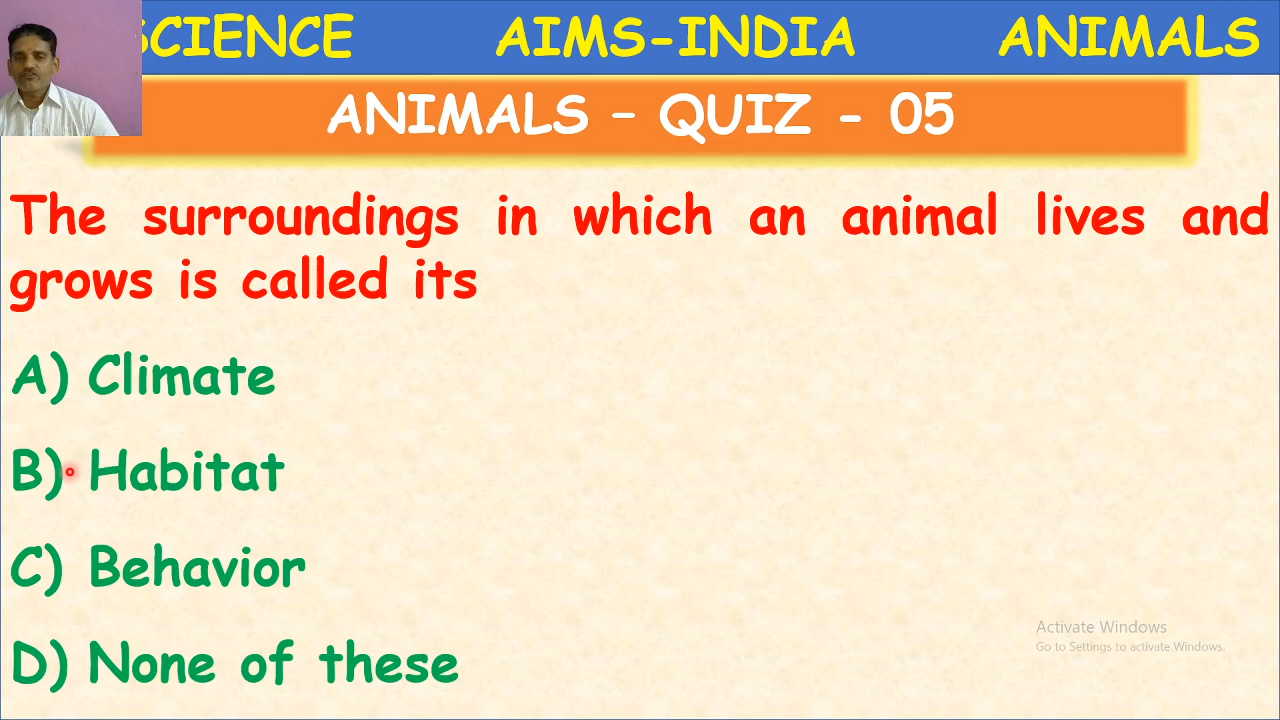 SCIENCE AIMS-INDIA ANIMALS
ANIMALS – QUIZ - 05
The surroundings in which an animal lives and
grows is called its
A) Climate
B) Habitat
C) Behavior
D) None of these
Activate Windows
Go to Settings to activate Windows.